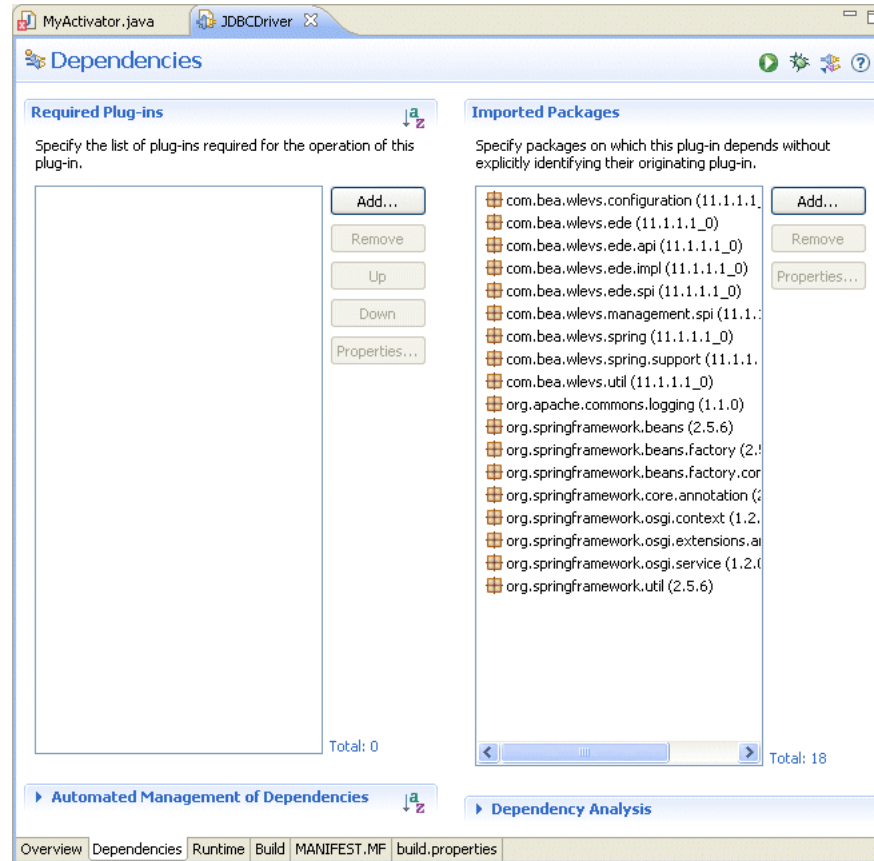 MyActivator.java
JDBCDriver
Dependencies
Required Plug-ins
Specify the list of plug-ins required for the operation of this
plug-in.
Add...
Remove
Up
Down
Properties...
Total: 0
Automated Management of Dependencies
Imported Packages
Specify packages on which this plug-in depends without
explicitly identifying their originating plug-in.
com.bea.wlevs.configuration (11.1.1.1_
com.bea.wlevs.ede (11.1.1.1_0)
com.bea.wlevs.ede.api (11.1.1.1_0)
com.bea.wlevs.ede.impl (11.1.1.1_0)
com.bea.wlevs.ede.spi (11.1.1.1_0)
com.bea.wlevs.management.spi (11.1.
com.bea.wlevs.spring (11.1.1.1_0)
com.bea.wlevs.spring.support (11.1.1.
com.bea.wlevs.util (11.1.1.1_0)
org.apache.commons.logging (1.1.0)
org.springframework.beans (2.5.6)
org.springframework.beans.factory (2.
org.springframework.beans.factory.cor
org.springframework.core.annotation (2
org.springframework.osgi.context (1.2.
org.springframework.osgi.extensions.
org.springframework.osgi.service (1.2.
org.springframework.util (2.5.6)
Add...
Remove
Properties...
Total: 18
Dependency Analysis
Overview Dependencies Runtime Build MANIFEST.MF build.properties